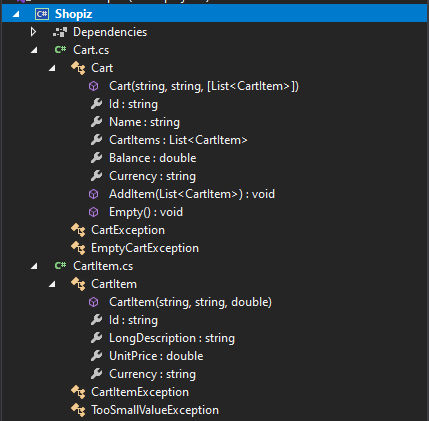 Shopiz
Dependencies
C# Cart.cs
Cart
Cart(string, string, [List<CartItem>])
Id : string
Name : string
CartItems : List<CartItem>
Balance : double
Currency : string
AddItem(List<CartItem>) : void
Empty() : void
CartException
EmptyCartException
C# CartItem.cs
CartItem
CartItem(string, string, double)
Id : string
LongDescription : string
UnitPrice : double
Currency : string
CartItemException
TooSmallValueException